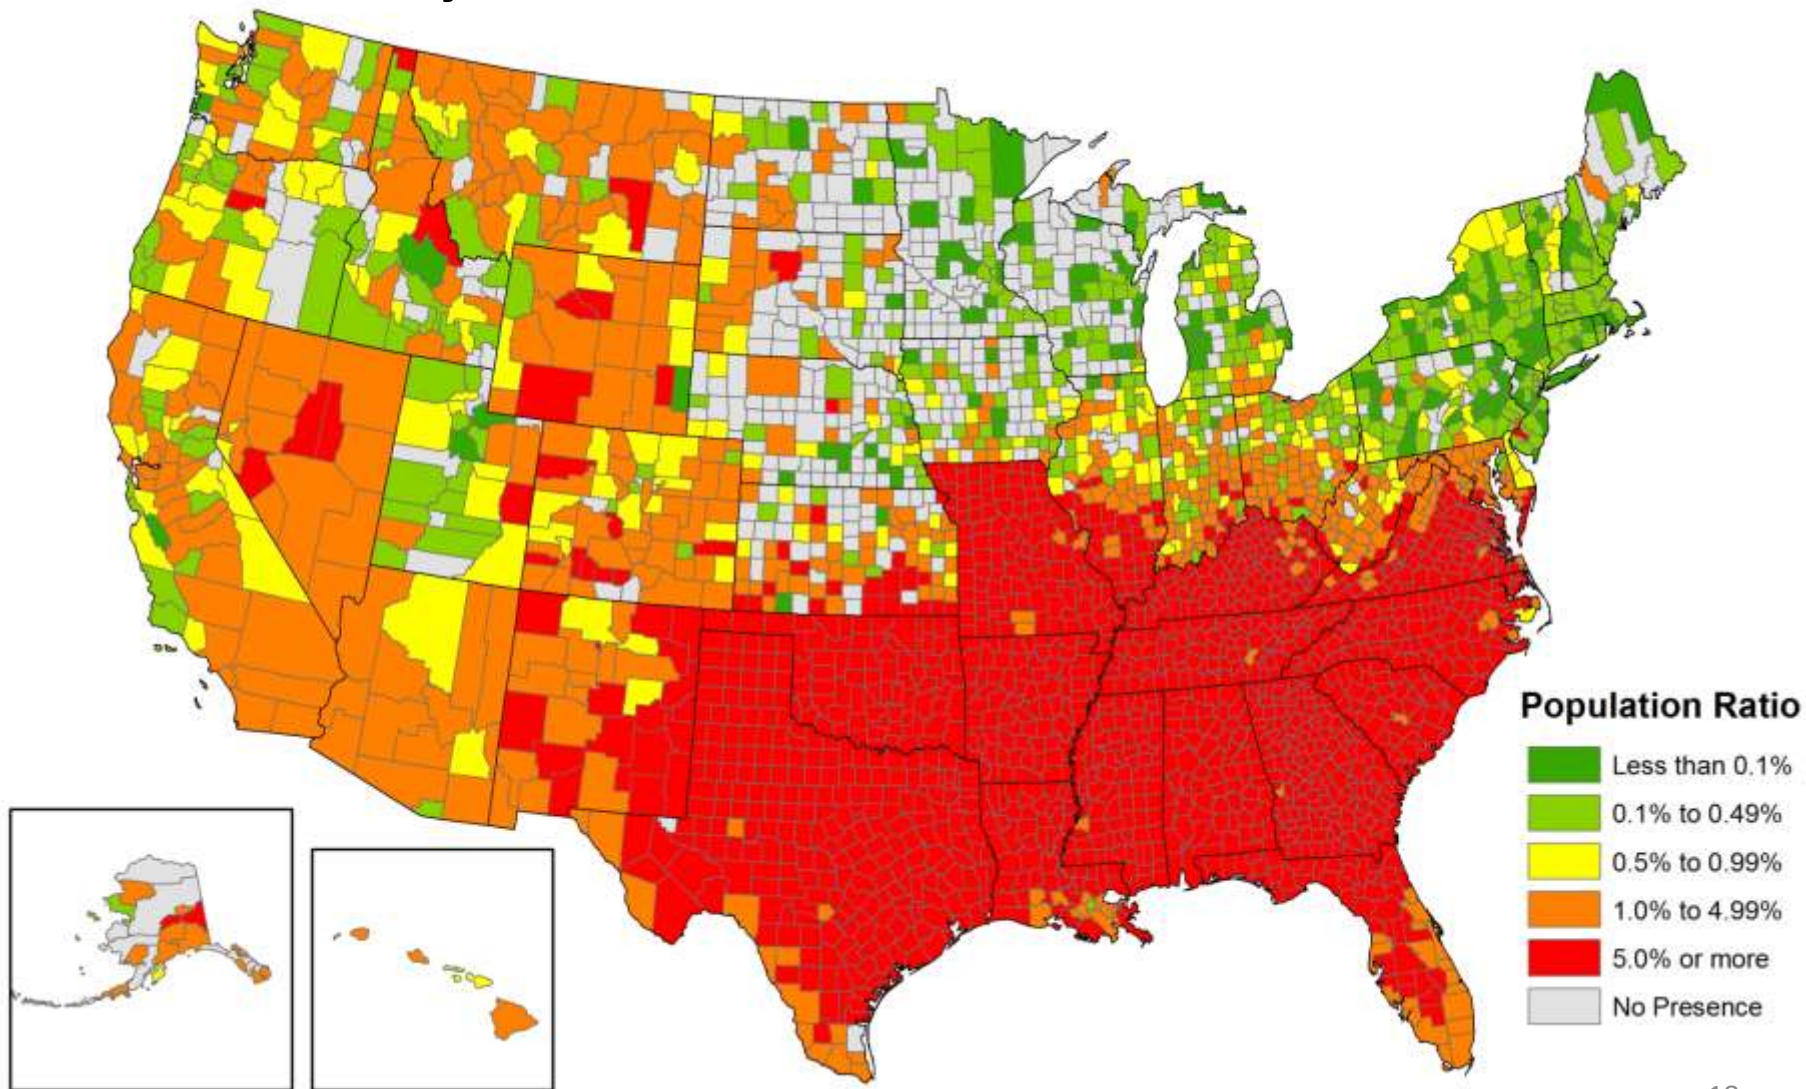 Population Ratio
Less than 0.1%
0.1% to 0.49%
0.5% to 0.99%
1.0% to 4.99%
5.0% or more
No Presence